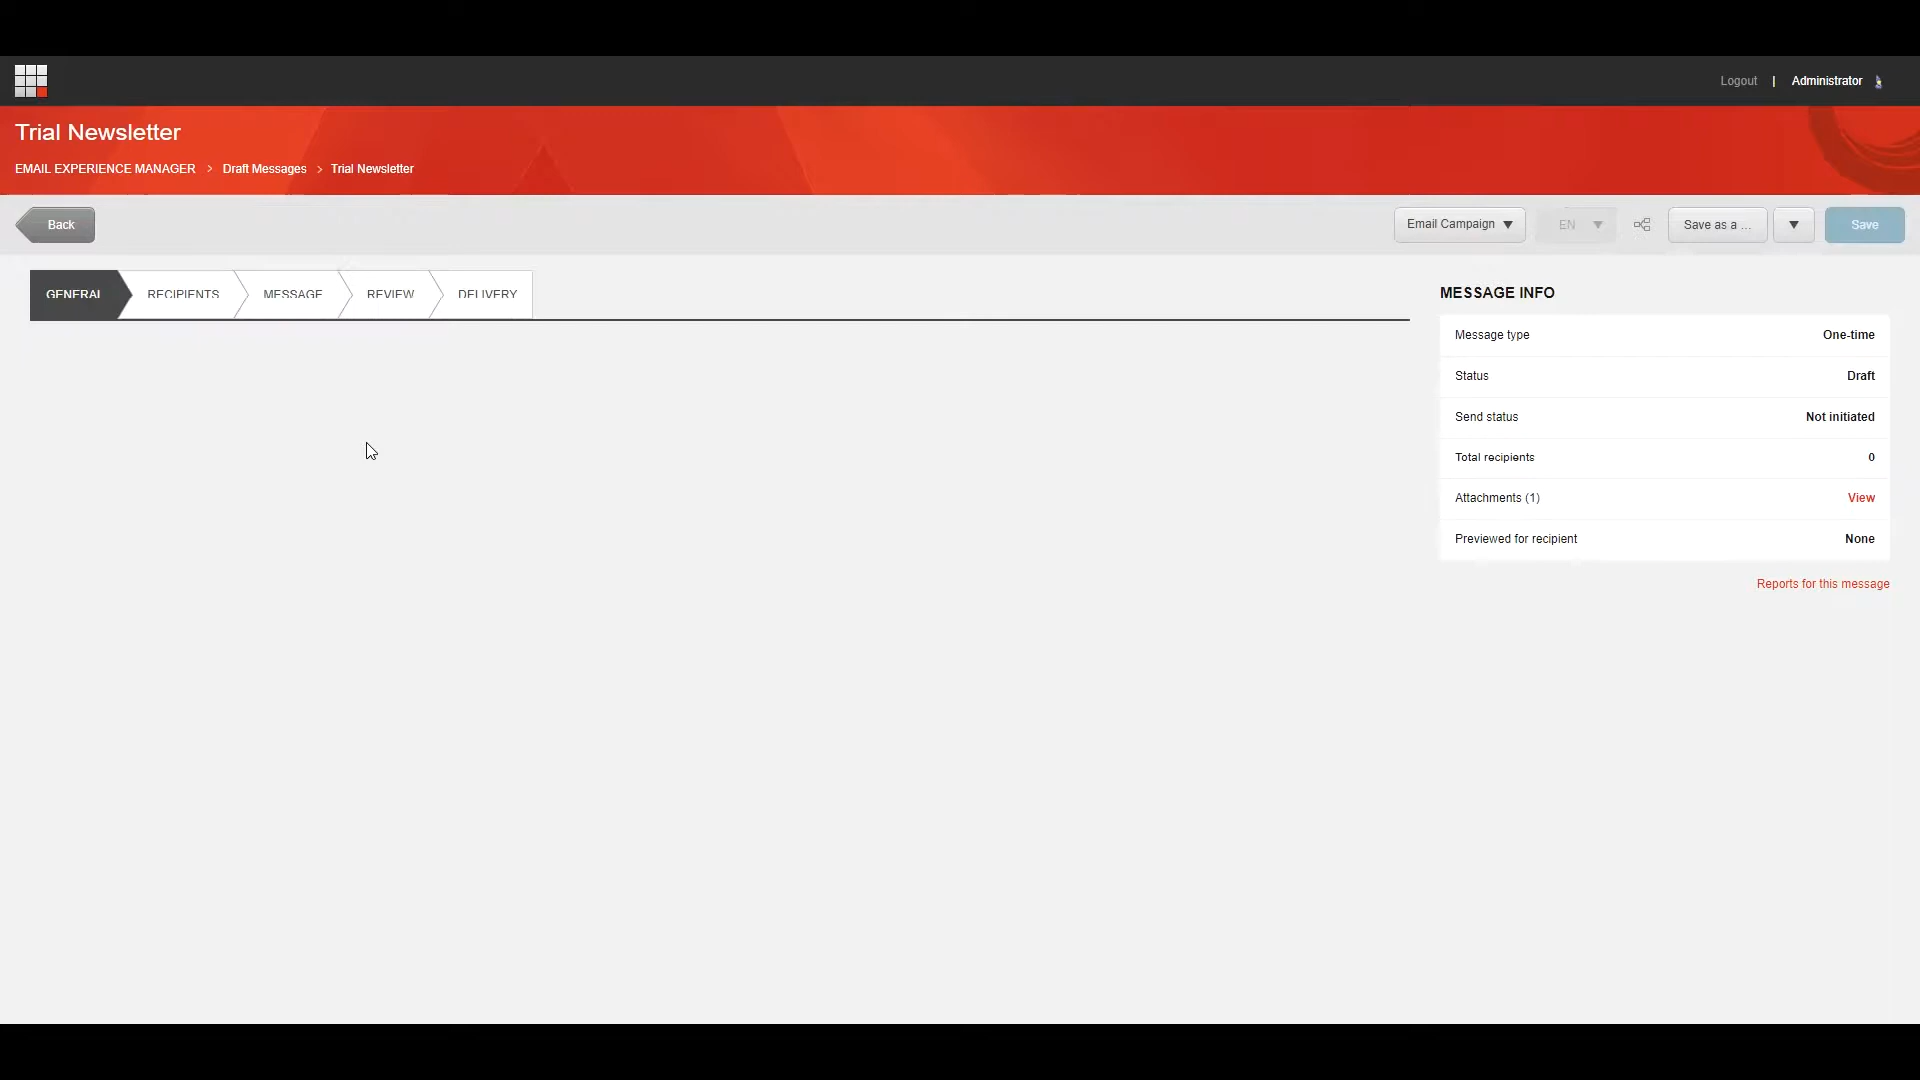 Logout | Administrator
Trial Newsletter
EMAIL EXPERIENCE MANAGER > Draft Messages > Trial Newsletter
Back
Email Campaign
EN
Save as a ...
Save
GENERAL
RECIPIENTS
MESSAGE
REVIEW
DELIVERY
MESSAGE INFO
Message type One-time
Status Draft
Send status Not initiated
Total recipients 0
Attachments (1) View
Previewed for recipient None
Reports for this message